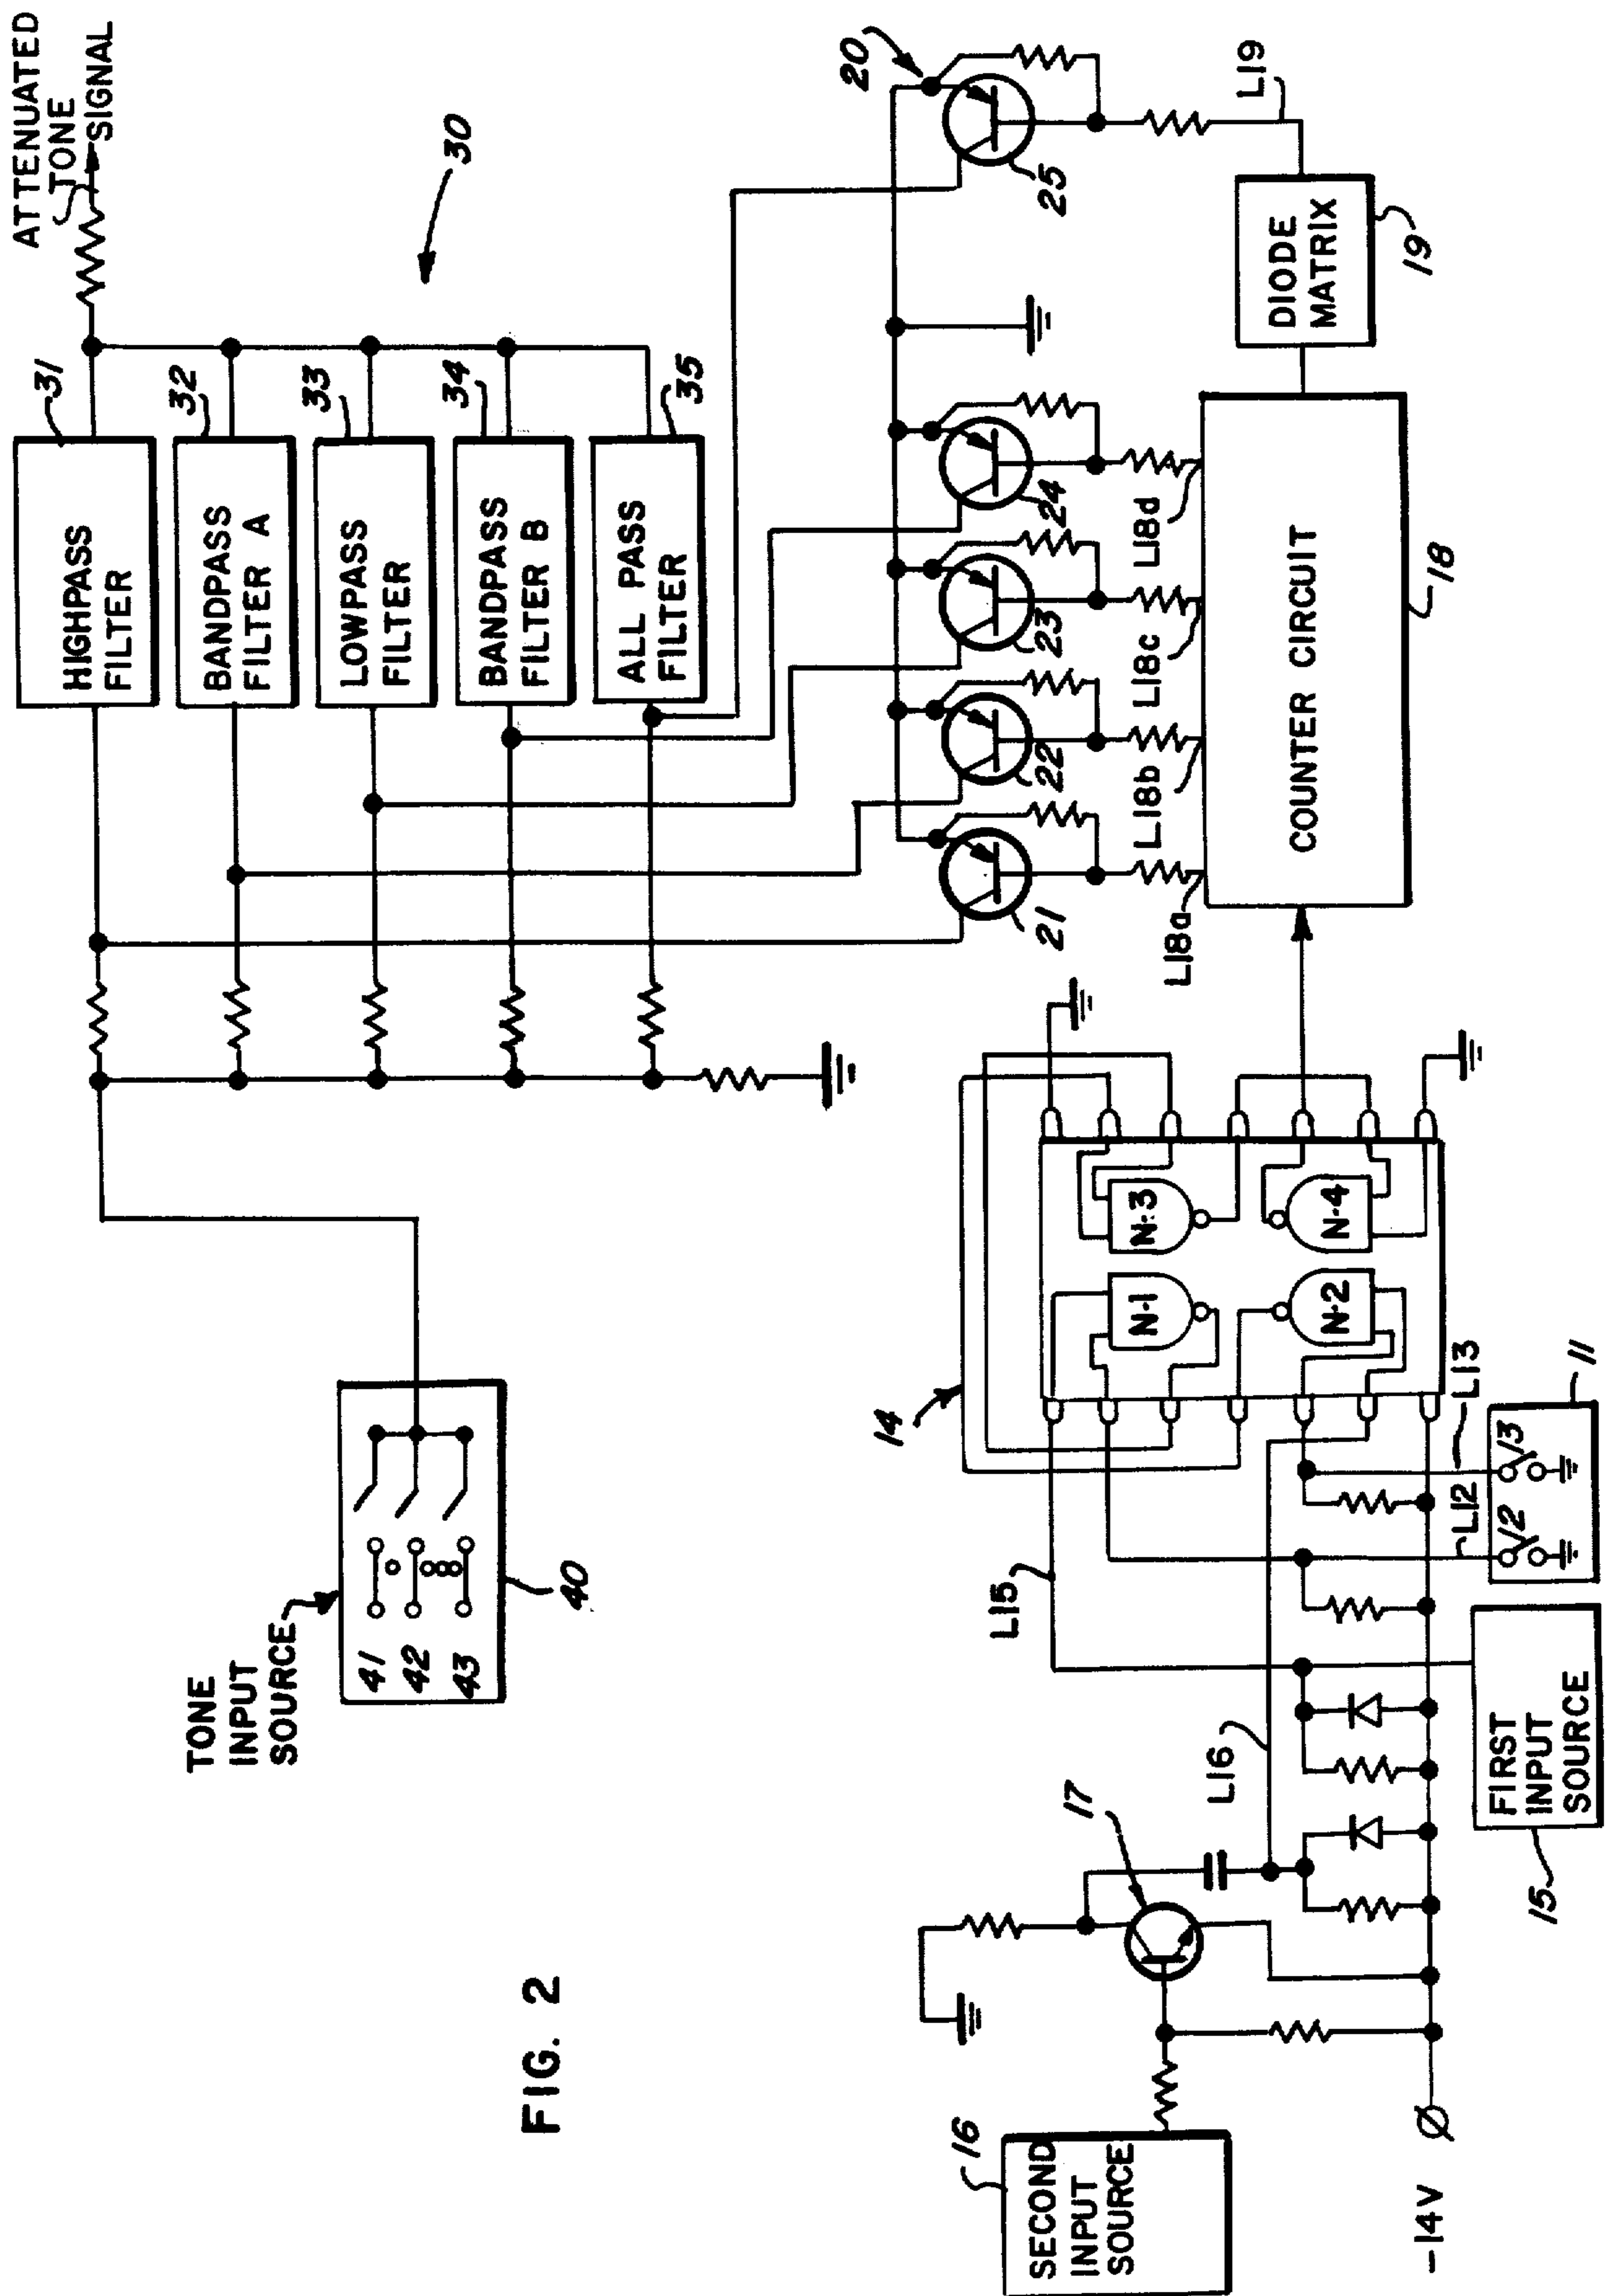 ATTENUATED
TONE
SIGNAL
30
HIGHPASS
FILTER
31
BANDPASS
FILTER A
32
LOWPASS
FILTER
33
BANDPASS
FILTER B
34
ALL PASS
FILTER
35
TONE
INPUT
SOURCE
41
42
43
40
20
21
22
23
24
25
L18a
L18b
L18c
L18d
L19
COUNTER CIRCUIT
18
DIODE
MATRIX
19
14
N-1
N-2
N-3
N-4
L15
L16
L12
L13
12
13
11
17
FIRST
INPUT
SOURCE
15
16
SECOND
INPUT
SOURCE
-14V
FIG. 2